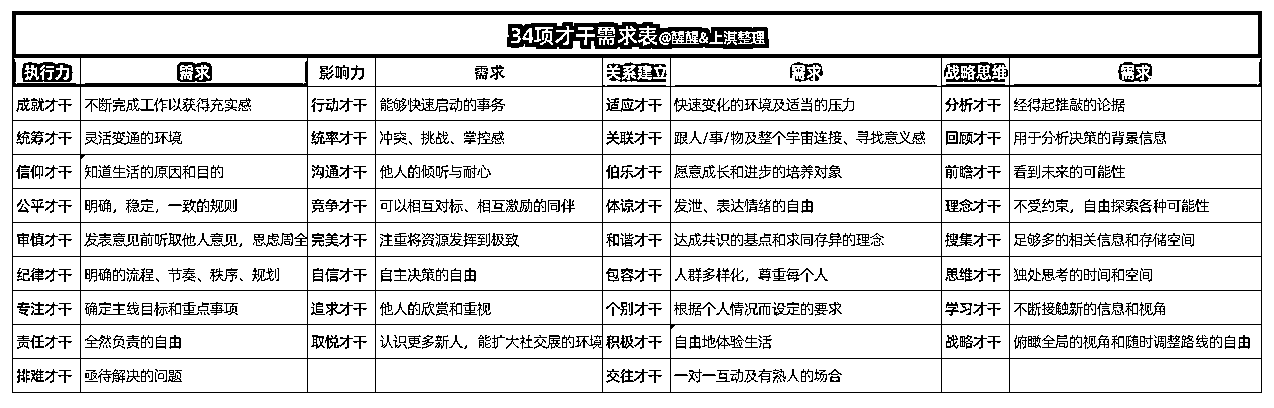 34项才干需求表@醒醒&上淇整理
执行力 需求 影响力 需求 关系建立 需求 战略思维 需求
成就才干 不断完成工作以获得充实感 行动才干 能够快速启动的事务 适应才干 快速变化的环境及适当的压力 分析才干 经得起推敲的论据
统筹才干 灵活变通的环境 统率才干 冲突、挑战、掌控感 关联才干 跟人/事/物及整个宇宙连接、寻找意义感 回顾才干 用于分析决策的背景信息
信仰才干 知道生活的原因和目的 沟通才干 他人的倾听与耐心 伯乐才干 愿意成长和进步的培养对象 前瞻才干 看到未来的可能性
公平才干 明确，稳定，一致的规则 竞争才干 可以相互对标、相互激励的同伴 体谅才干 发泄、表达情绪的自由 理念才干 不受约束，自由探索各种可能性
审慎才干 发表意见前听取他人意见，思虑周全 完美才干 注重将资源发挥到极致 和谐才干 达成共识的基点和求同存异的理念 搜集才干 足够多的相关信息和存储空间
纪律才干 明确的流程、节奏、秩序、规划 自信才干 自主决策的自由 包容才干 人群多样化，尊重每个人 思维才干 独处思考的时间和空间
专注才干 确定主线目标和重点事项 追求才干 他人的欣赏和重视 个别才干 根据个人情况而设定的要求 学习才干 不断接触新的信息和视角
责任才干 全然负责的自由 取悦才干 认识更多新人，能扩大社交展的环境 积极才干 自由地体验生活 战略才干 俯瞰全局的视角和随时调整路线的自由
排难才干 亟待解决的问题 交往才干 一对一互动及有熟人的场合